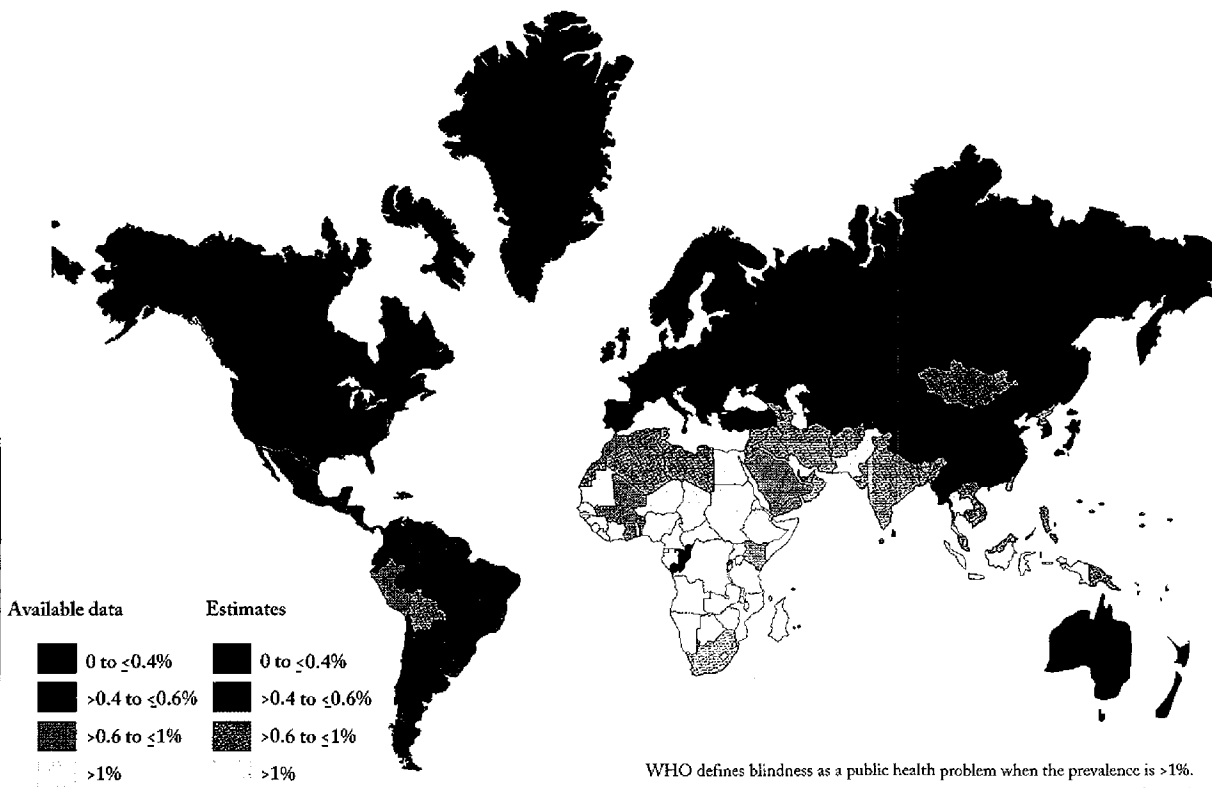 Available data Estimates
0 to ≤0.4% 0 to ≤0.4%
>0.4 to ≤0.6% >0.4 to ≤0.6%
>0.6 to ≤1% >0.6 to ≤1%
>1% >1%
WHO defines blindness as a public health problem when the prevalence is >1%.